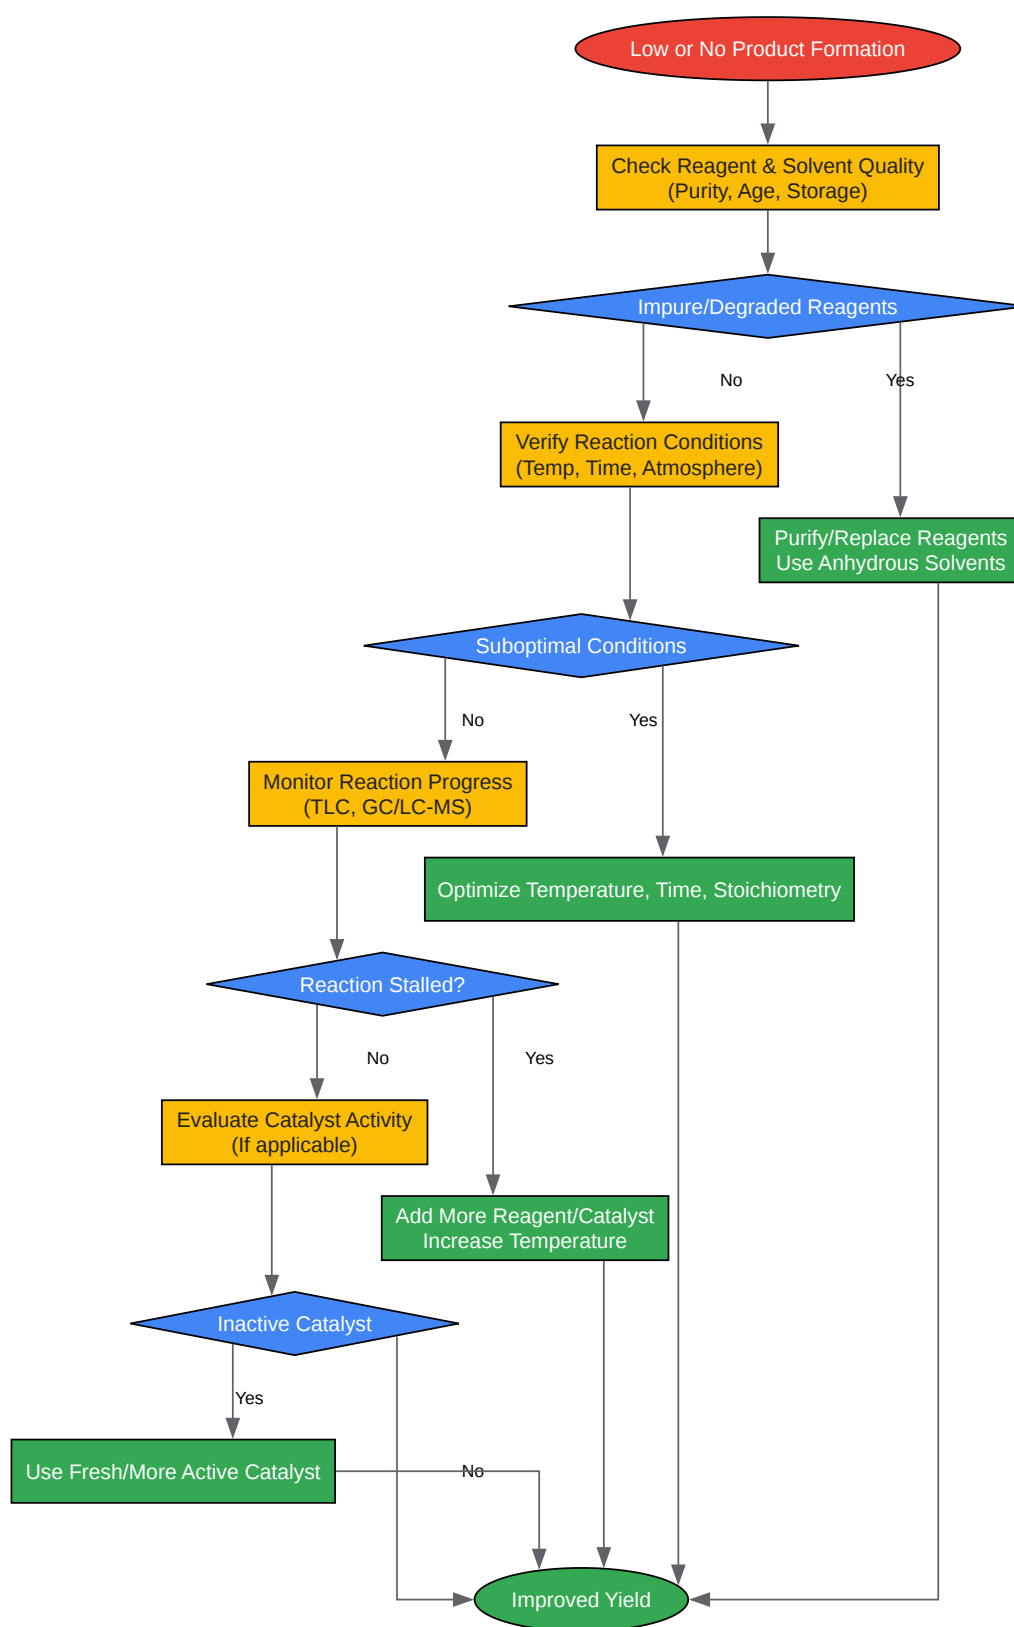 Low or No Product Formation
Check Reagent & Solvent Quality
(Purity, Age, Storage)
Impure/Degraded Reagents
No
Yes
Verify Reaction Conditions
(Temp, Time, Atmosphere)
Purify/Replace Reagents
Use Anhydrous Solvents
Suboptimal Conditions
No
Yes
Monitor Reaction Progress
(TLC, GC/LC-MS)
Optimize Temperature, Time, Stoichiometry
Reaction Stalled?
No
Yes
Evaluate Catalyst Activity
(If applicable)
Add More Reagent/Catalyst
Increase Temperature
Inactive Catalyst
Yes
Use Fresh/More Active Catalyst
No
Improved Yield